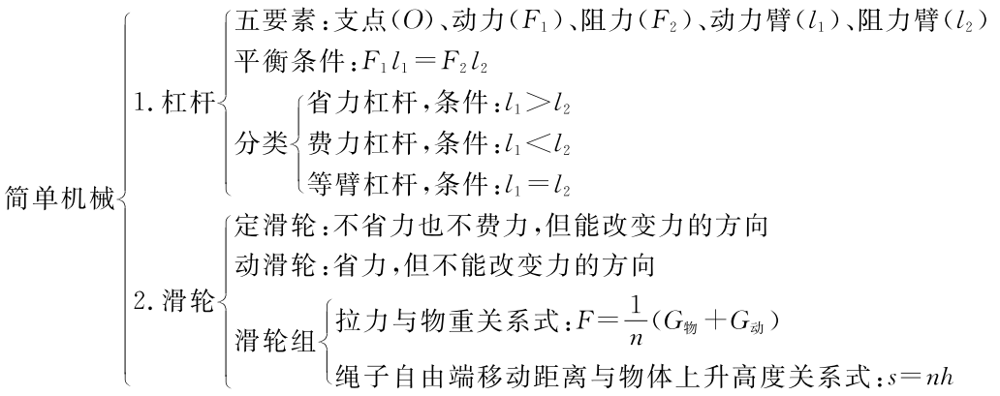 简单机械
1. 杠杆
五要素:支点(O)、动力(F₁)、阻力(F₂)、动力臂(l₁)、阻力臂(l₂)
平衡条件:F₁l₁=F₂l₂
分类
省力杠杆,条件:l₁>l₂
费力杠杆,条件:l₁<l₂
等臂杠杆,条件:l₁=l₂
2. 滑轮
定滑轮:不省力也不费力,但能改变力的方向
动滑轮:省力,但不能改变力的方向
滑轮组
拉力与物重关系式:F=1/n(G物+G动)
绳子自由端移动距离与物体上升高度关系式:s=nh